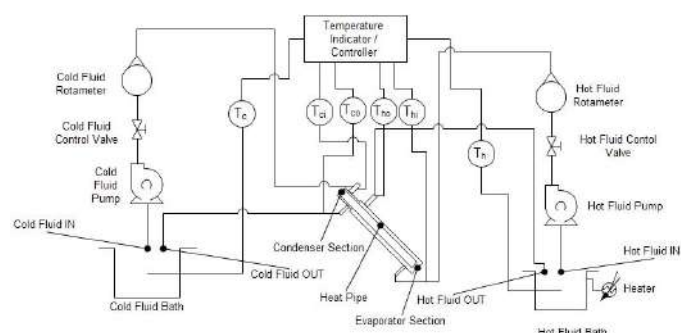 Temperature
Indicator /
Controller
Cold Fluid
Rotameter
Hot Fluid
Rotameter
Tc
Tci
Tco
Tho
Thi
Cold Fluid
Control Valve
Th
Hot Fluid Contol
Valve
Cold
Fluid
Pump
Hot Fluid Pump
Cold Fluid IN
Condenser Section
Hot Fluid IN
Cold Fluid OUT
Heat Pipe
Hot Fluid OUT
Heater
Cold Fluid Bath
Evaporator Section
Hot Fluid Bath